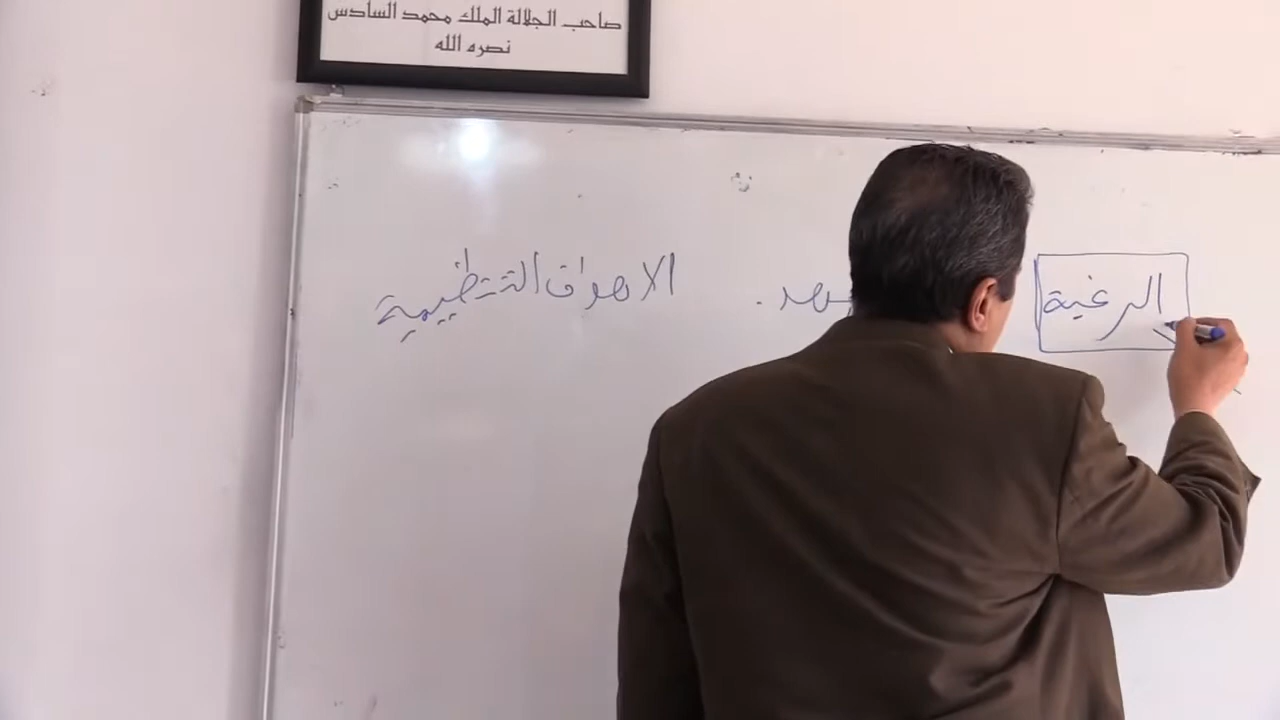 صاحب الجلالة الملك محمد السادس
نصره الله
الرغبة
الاهداف التنظيمية